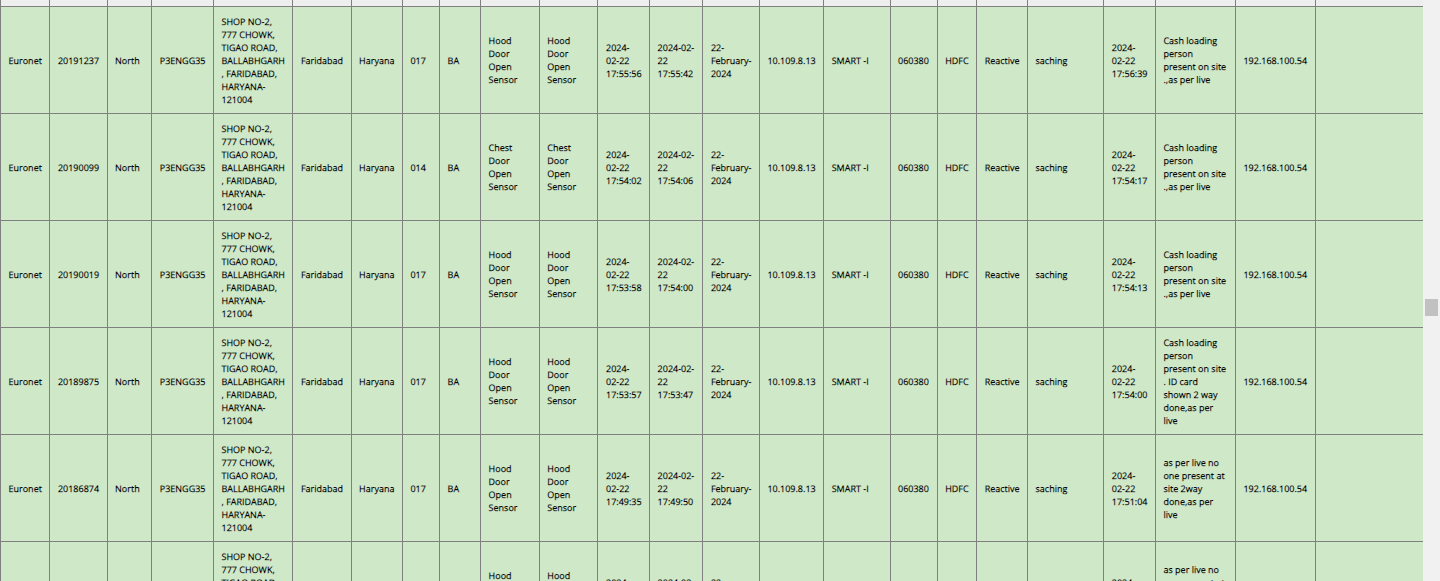 Euronet 20191237 North P3ENGG35 SHOP NO-2, 777 CHOWK, TIGAO ROAD, BALLABHGARH , FARIDABAD, HARYANA-121004 Faridabad Haryana 017 BA Hood Door Open Sensor Hood Door Open Sensor 2024-02-22 17:55:56 2024-02-22 17:55:42 22-February-2024 10.109.8.13 SMART -I 060380 HDFC Reactive saching 2024-02-22 17:56:39 Cash loading person present on site .,as per live 192.168.100.54
Euronet 20190099 North P3ENGG35 SHOP NO-2, 777 CHOWK, TIGAO ROAD, BALLABHGARH , FARIDABAD, HARYANA-121004 Faridabad Haryana 014 BA Chest Door Open Sensor Chest Door Open Sensor 2024-02-22 17:54:02 2024-02-22 17:54:06 22-February-2024 10.109.8.13 SMART -I 060380 HDFC Reactive saching 2024-02-22 17:54:17 Cash loading person present on site .,as per live 192.168.100.54
Euronet 20190019 North P3ENGG35 SHOP NO-2, 777 CHOWK, TIGAO ROAD, BALLABHGARH , FARIDABAD, HARYANA-121004 Faridabad Haryana 017 BA Hood Door Open Sensor Hood Door Open Sensor 2024-02-22 17:53:58 2024-02-22 17:54:00 22-February-2024 10.109.8.13 SMART -I 060380 HDFC Reactive saching 2024-02-22 17:54:13 Cash loading person present on site .,as per live 192.168.100.54
Euronet 20189875 North P3ENGG35 SHOP NO-2, 777 CHOWK, TIGAO ROAD, BALLABHGARH , FARIDABAD, HARYANA-121004 Faridabad Haryana 017 BA Hood Door Open Sensor Hood Door Open Sensor 2024-02-22 17:53:57 2024-02-22 17:53:47 22-February-2024 10.109.8.13 SMART -I 060380 HDFC Reactive saching 2024-02-22 17:54:00 Cash loading person present on site . ID card shown 2 way done,as per live 192.168.100.54
Euronet 20186874 North P3ENGG35 SHOP NO-2, 777 CHOWK, TIGAO ROAD, BALLABHGARH , FARIDABAD, HARYANA-121004 Faridabad Haryana 017 BA Hood Door Open Sensor Hood Door Open Sensor 2024-02-22 17:49:35 2024-02-22 17:49:50 22-February-2024 10.109.8.13 SMART -I 060380 HDFC Reactive saching 2024-02-22 17:51:04 as per live no one present at site 2way done,as per live 192.168.100.54
SHOP NO-2, 777 CHOWK, Hood Hood as per live no